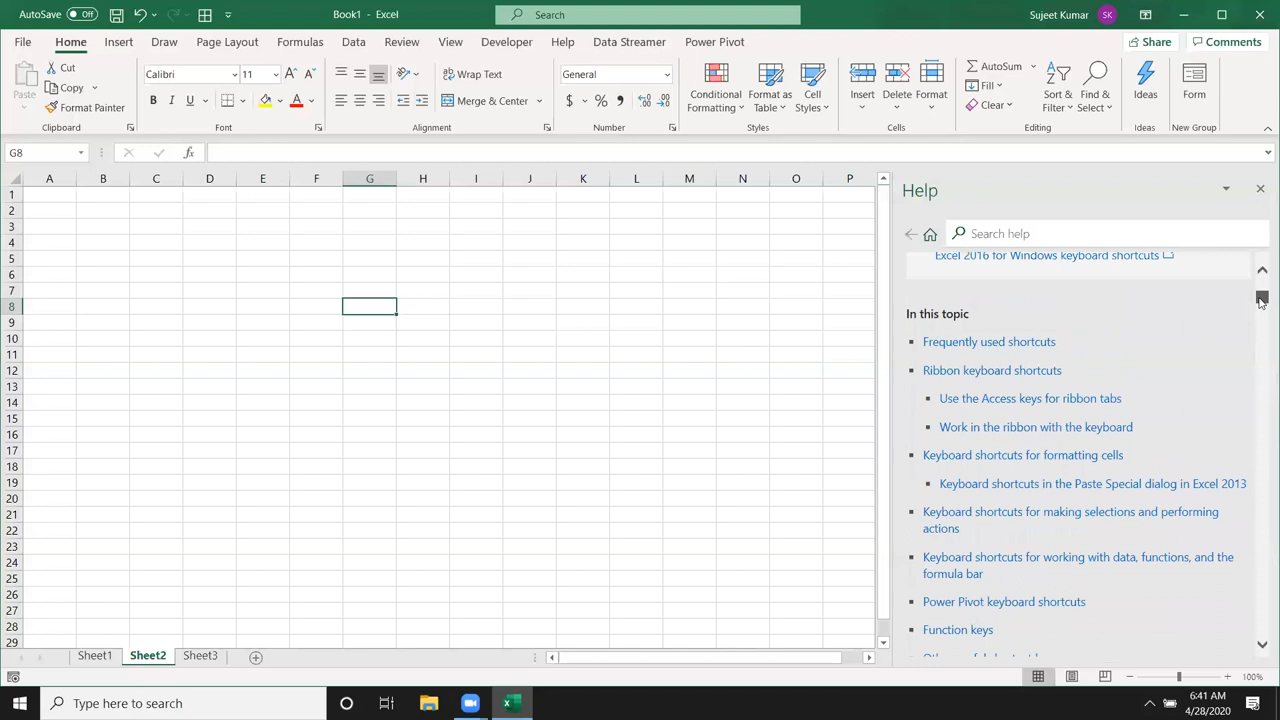 AutoSave Off Book1 - Excel Search Sujeet Kumar SK
File Home Insert Draw Page Layout Formulas Data Review View Developer Help Data Streamer Power Pivot Share Comments
Paste Cut Copy Format Painter
Calibri 11
B I U A
Wrap Text
Merge & Center
General
$ % ,
Conditional Formatting
Format as Table
Cell Styles
Insert Delete Format
AutoSum
Fill
Clear
Sort & Filter
Find & Select
Ideas
Form
Clipboard Font Alignment Number Styles Cells Editing Ideas New Group
G8 fx
A B C D E F G H I J K L M N O P
1
2
3
4
5
6
7
8
9
10
11
12
13
14
15
16
17
18
19
20
21
22
23
24
25
26
27
28
29
Help
Search help
Excel 2016 for Windows keyboard shortcuts
In this topic
Frequently used shortcuts
Ribbon keyboard shortcuts
Use the Access keys for ribbon tabs
Work in the ribbon with the keyboard
Keyboard shortcuts for formatting cells
Keyboard shortcuts in the Paste Special dialog in Excel 2013
Keyboard shortcuts for making selections and performing
actions
Keyboard shortcuts for working with data, functions, and the
formula bar
Power Pivot keyboard shortcuts
Function keys
Sheet1 Sheet2 Sheet3
100%
Type here to search
6:41 AM
4/28/2020